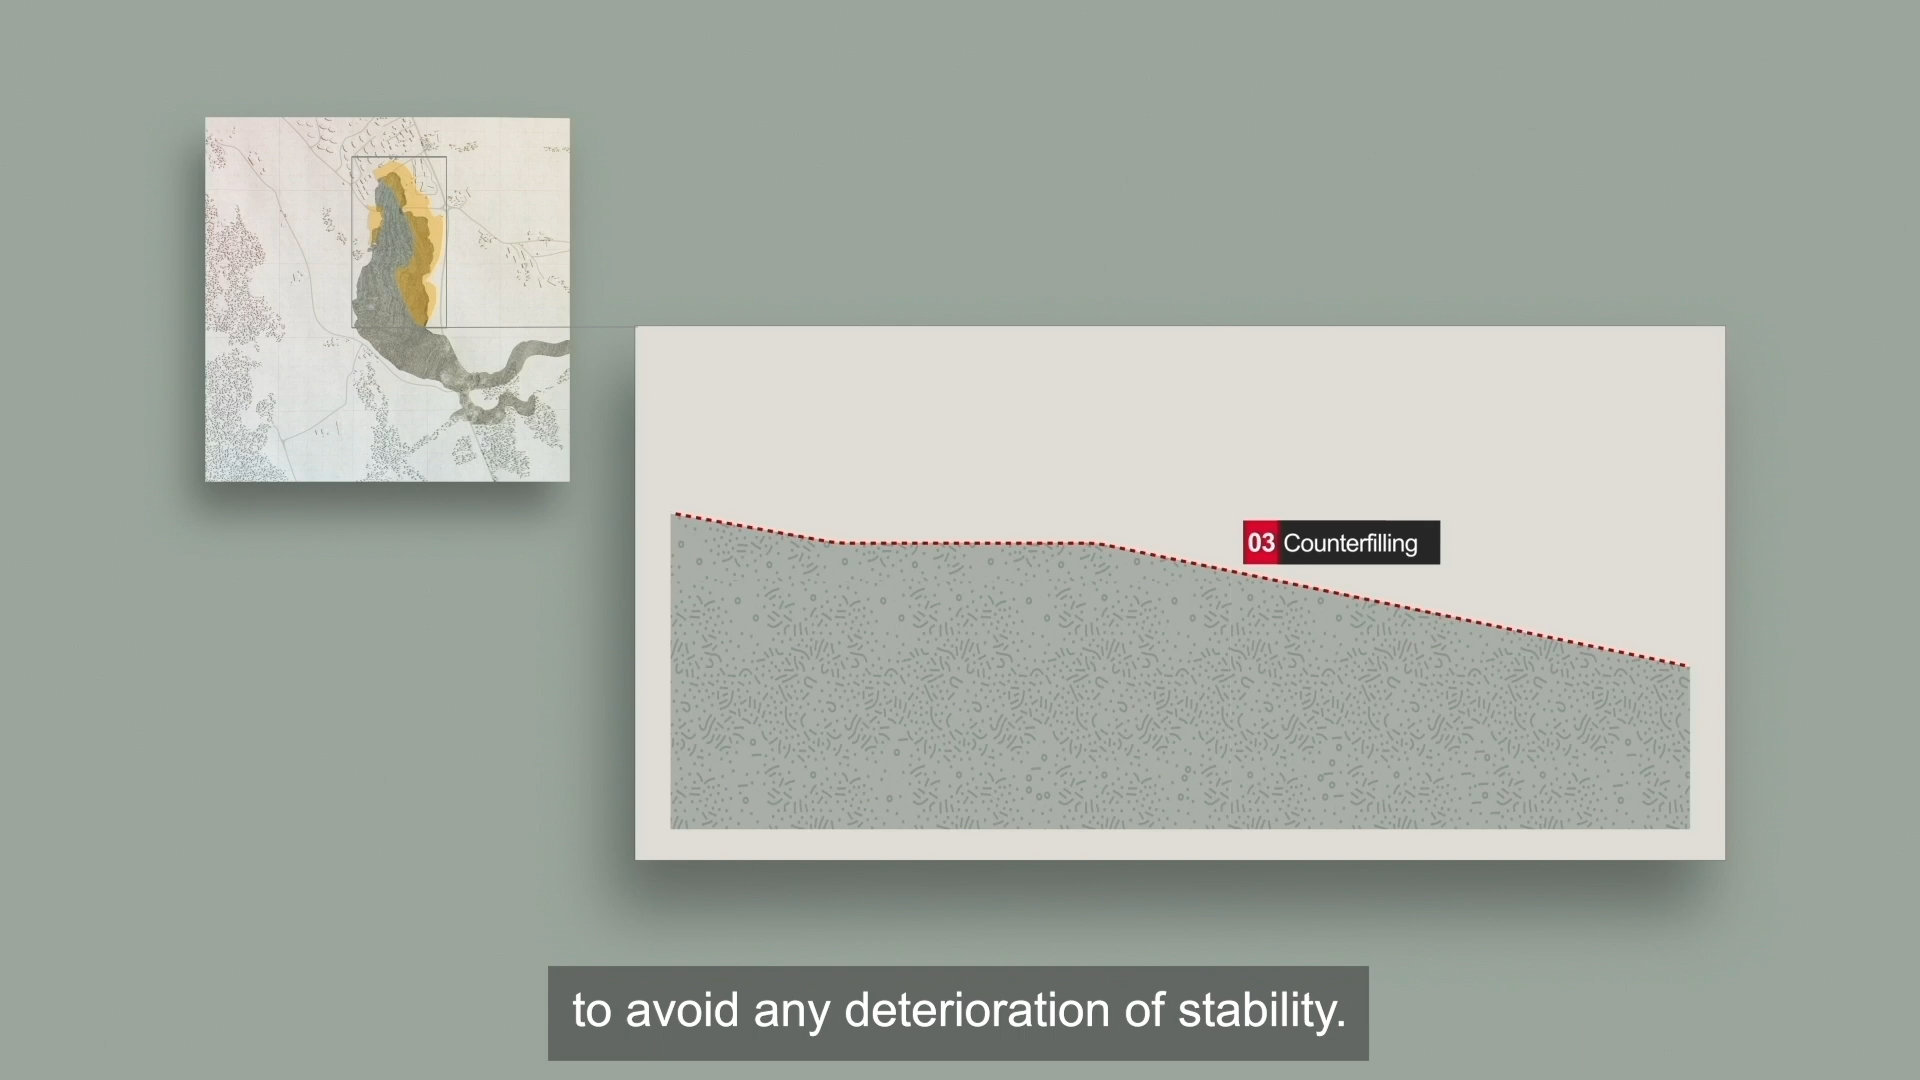 03 Counterfilling
to avoid any deterioration of stability.